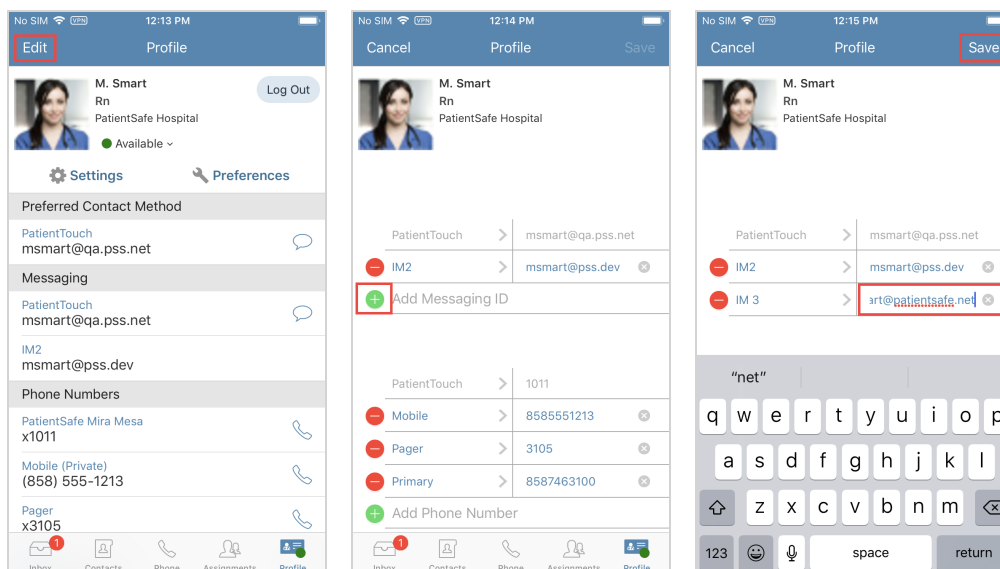 No SIM VPN 12:13 PM
Edit Profile
M. Smart
Rn
PatientSafe Hospital
Available
Log Out
Settings Preferences
Preferred Contact Method
PatientTouch
msmart@qa.pss.net
Messaging
PatientTouch
msmart@qa.pss.net
IM2
msmart@pss.dev
Phone Numbers
PatientSafe Mira Mesa
x1011
Mobile (Private)
(858) 555-1213
Pager
x3105
1
Inbox Contacts Phone Assignments Profile
No SIM VPN 12:14 PM
Cancel Profile Save
M. Smart
Rn
PatientSafe Hospital
PatientTouch msmart@qa.pss.net
IM2 msmart@pss.dev
Add Messaging ID
PatientTouch 1011
Mobile 8585551213
Pager 3105
Primary 8587463100
Add Phone Number
1
Inbox Contacts Phone Assignments Profile
No SIM VPN 12:15 PM
Cancel Profile Save
M. Smart
Rn
PatientSafe Hospital
PatientTouch msmart@qa.pss.net
IM2 msmart@pss.dev
IM 3 art@patientsafe.net
“net”
q w e r t y u i o p
a s d f g h j k l
z x c v b n m
123 space return